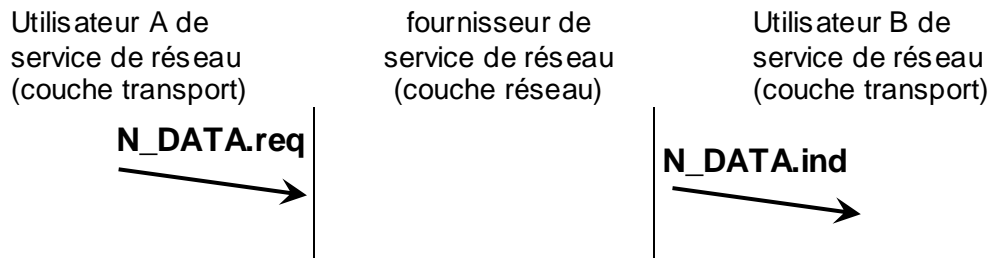 Utilisateur A de
service de réseau
(couche transport)
fournisseur de
service de réseau
(couche réseau)
Utilisateur B de
service de réseau
(couche transport)
N_DATA.req
N_DATA.ind